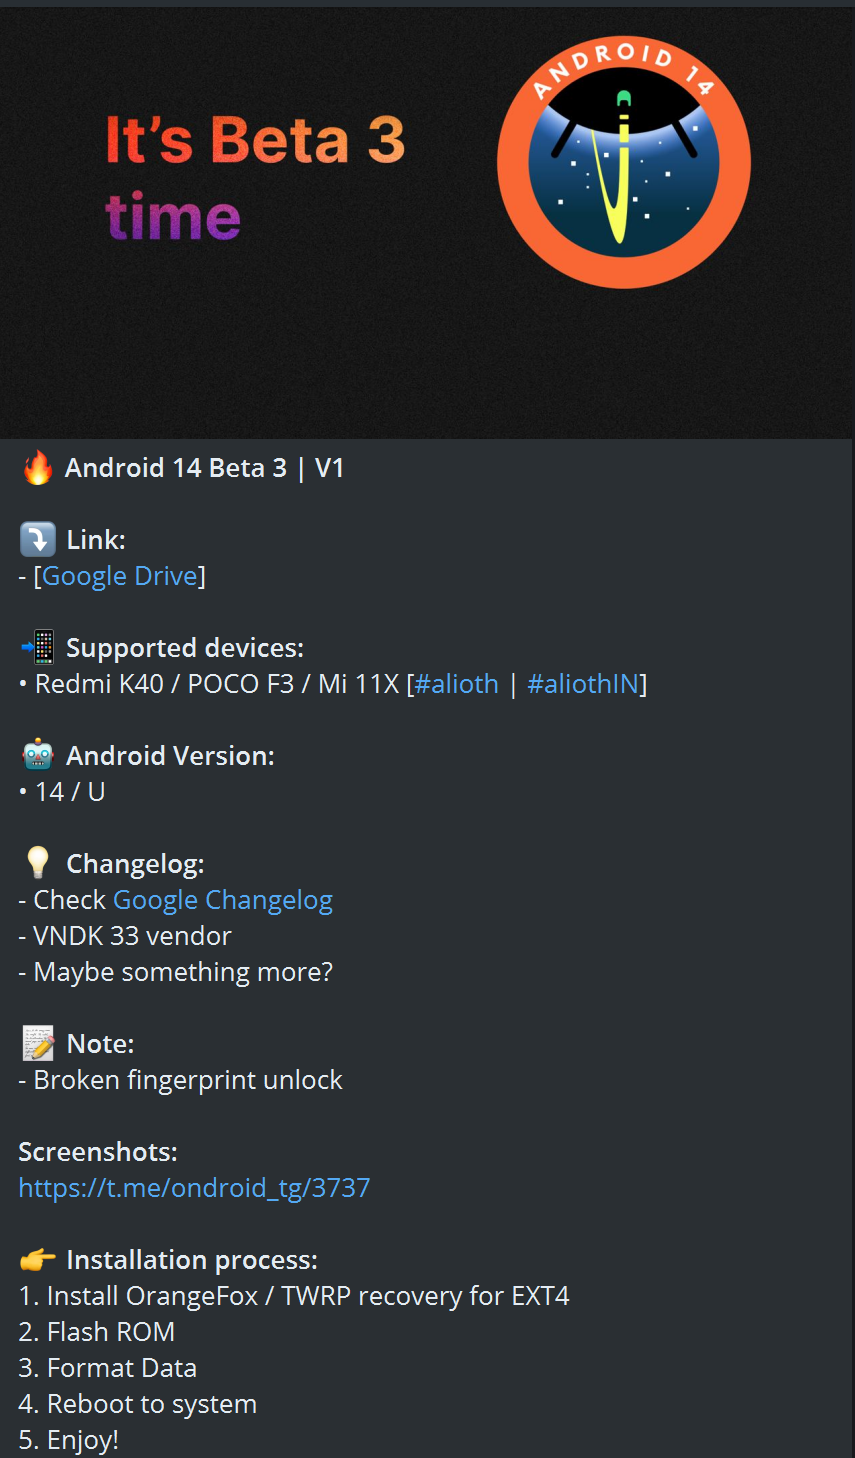 It's Beta 3
time
ANDROID 14
🔥 Android 14 Beta 3 | V1
⤵️ Link:
- [Google Drive]
📲 Supported devices:
• Redmi K40 / POCO F3 / Mi 11X [#alioth | #aliothIN]
🤖 Android Version:
• 14 / U
💡 Changelog:
- Check Google Changelog
- VNDK 33 vendor
- Maybe something more?
📝 Note:
- Broken fingerprint unlock
Screenshots:
https://t.me/ondroid_tg/3737
👉 Installation process:
1. Install OrangeFox / TWRP recovery for EXT4
2. Flash ROM
3. Format Data
4. Reboot to system
5. Enjoy!